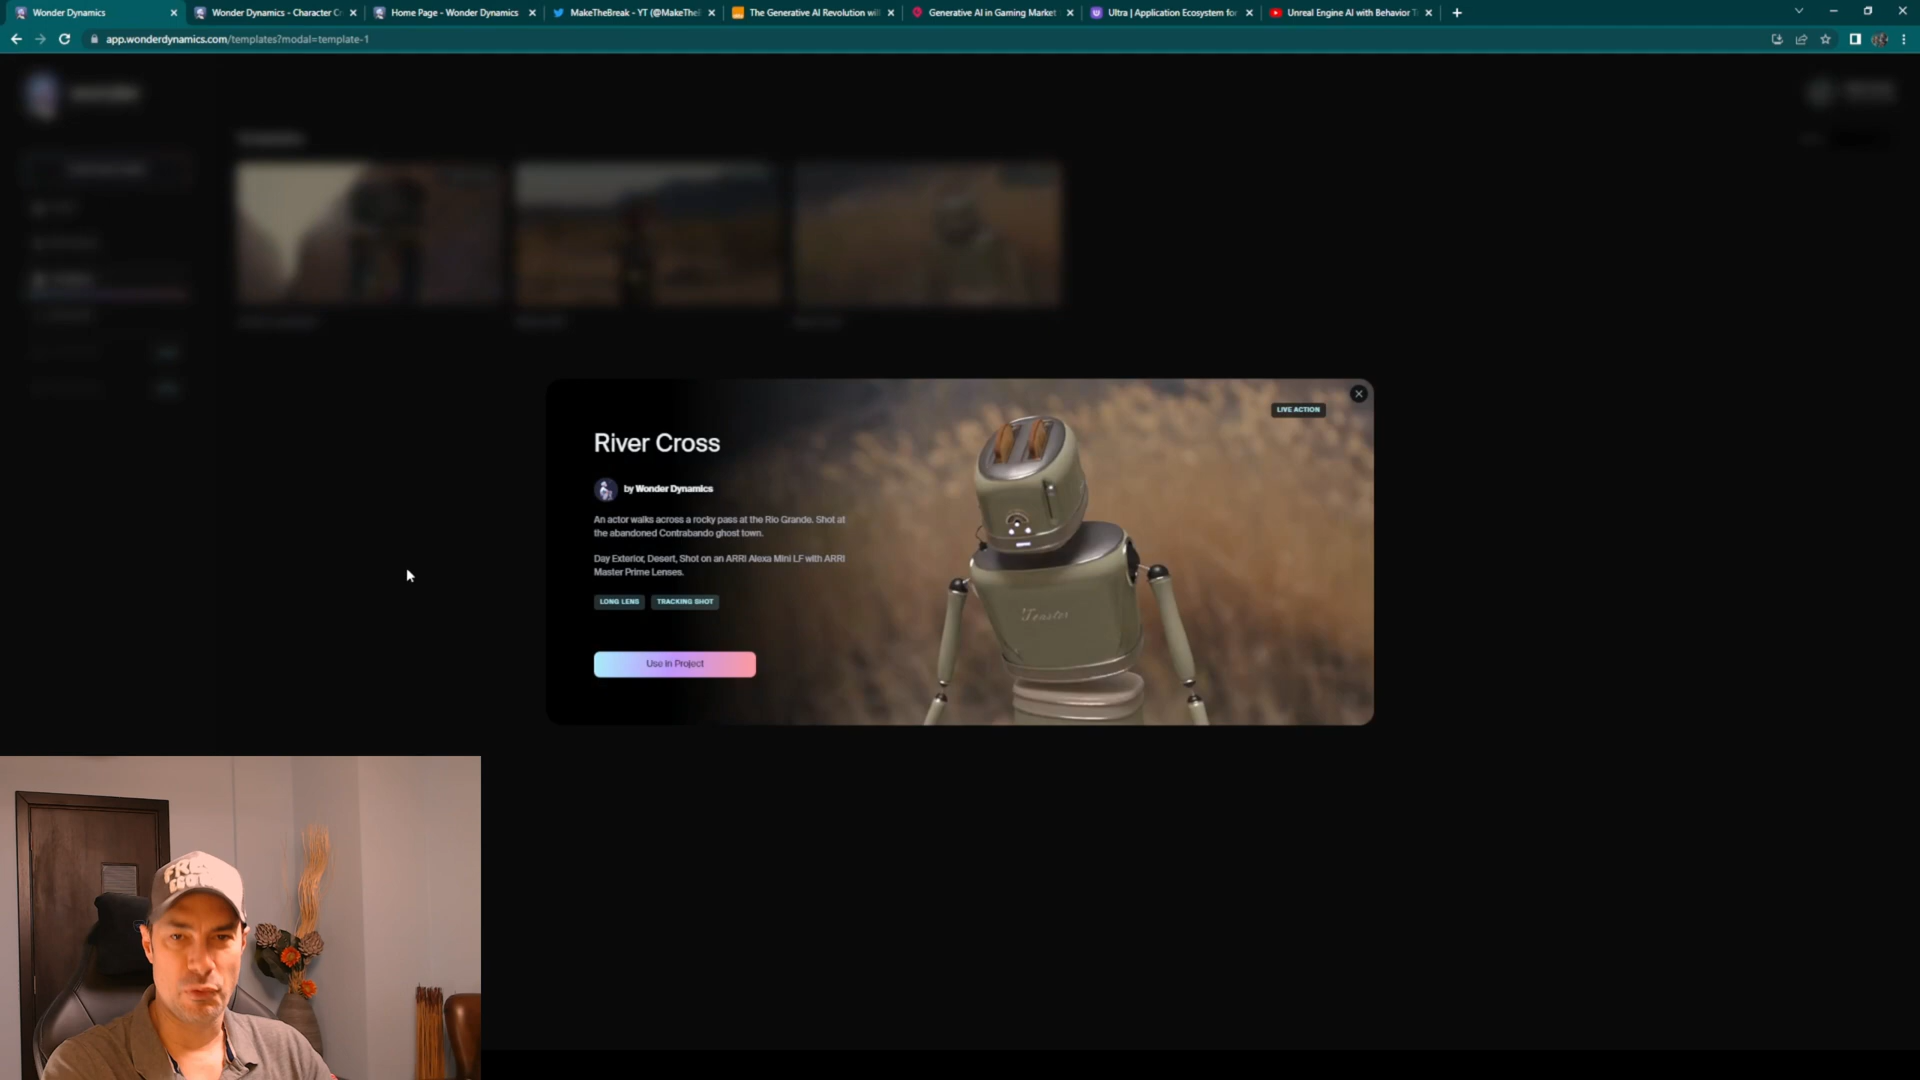 Wonder Dynamics
Wonder Dynamics - Character C
Home Page - Wonder Dynamics
MakeTheBreak - YT (@MakeThe
The Generative AI Revolution wil
Generative AI in Gaming Market
Ultra | Application Ecosystem for
Unreal Engine AI with Behavior T
app.wonderdynamics.com/templates?modal=template-1
LIVE ACTION
River Cross
by Wonder Dynamics
An actor walks across a rocky pass at the Rio Grande. Shot at
the abandoned Contrabando ghost town.
Day Exterior, Desert, Shot on an ARRI Alexa Mini LF with ARRI
Master Prime Lenses.
LONG LENS
TRACKING SHOT
Use in Project
Toaster